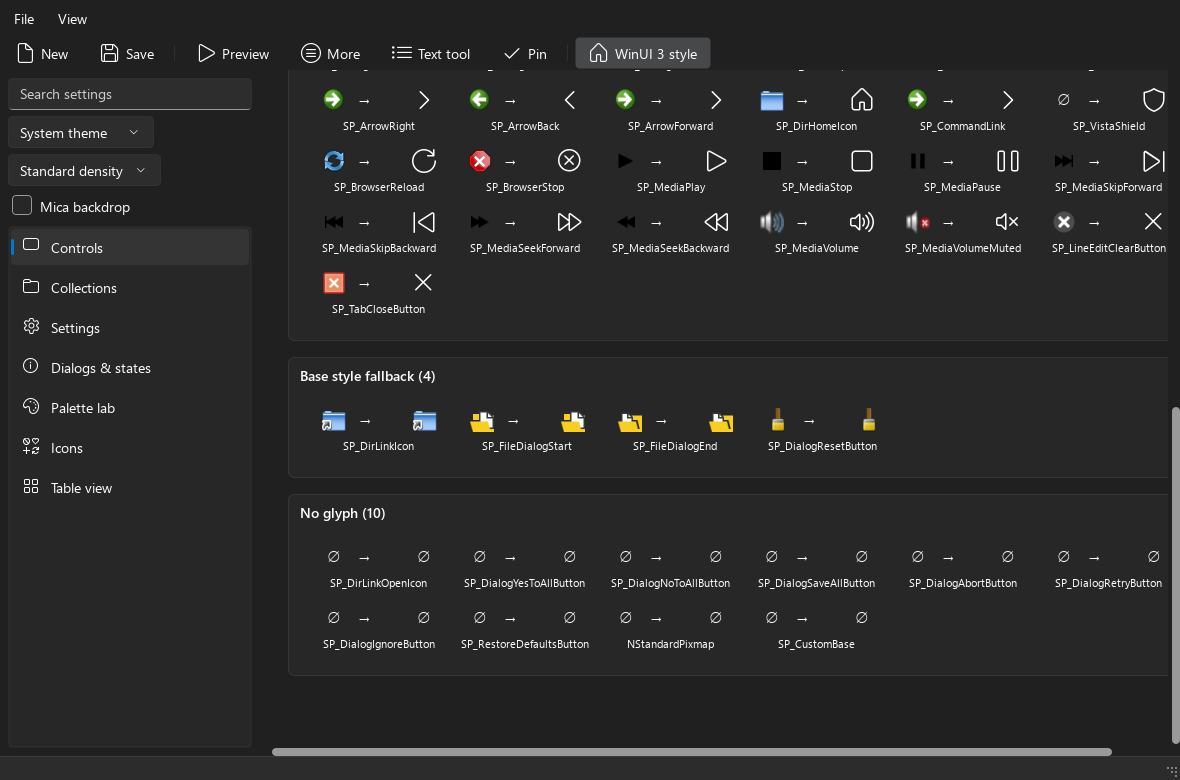 File View
New Save Preview More Text tool Pin WinUI 3 style
Search settings
System theme
Standard density
Mica backdrop
Controls
Collections
Settings
Dialogs & states
Palette lab
Icons
Table view
SP_ArrowRight SP_ArrowBack SP_ArrowForward SP_DirHomeIcon SP_CommandLink SP_VistaShield
SP_BrowserReload SP_BrowserStop SP_MediaPlay SP_MediaStop SP_MediaPause SP_MediaSkipForward
SP_MediaSkipBackward SP_MediaSeekForward SP_MediaSeekBackward SP_MediaVolume SP_MediaVolumeMuted SP_LineEditClearButton
SP_TabCloseButton
Base style fallback (4)
SP_DirLinkIcon SP_FileDialogStart SP_FileDialogEnd SP_DialogResetButton
No glyph (10)
SP_DirLinkOpenIcon SP_DialogYesToAllButton SP_DialogNoToAllButton SP_DialogSaveAllButton SP_DialogAbortButton SP_DialogRetryButton
SP_DialogIgnoreButton SP_RestoreDefaultsButton NStandardPixmap SP_CustomBase